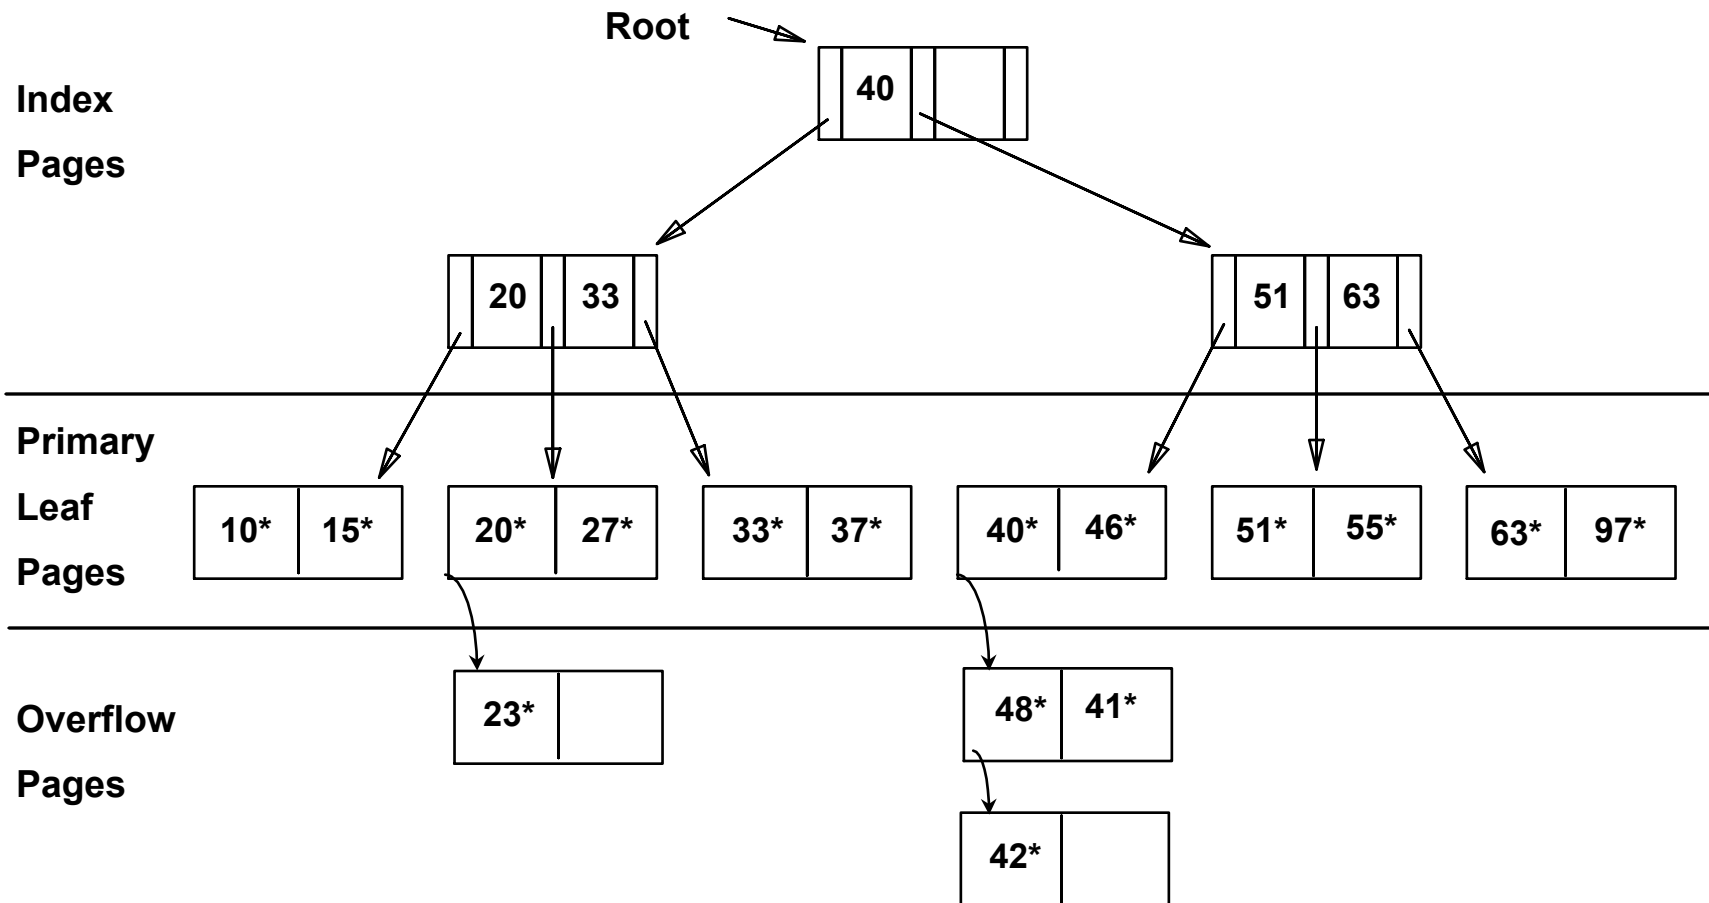 Root
Index
Pages
40
20 33 51 63
Primary
Leaf
Pages
10* 15* 20* 27* 33* 37* 40* 46* 51* 55* 63* 97*
Overflow
Pages
23* 48* 41*
42*